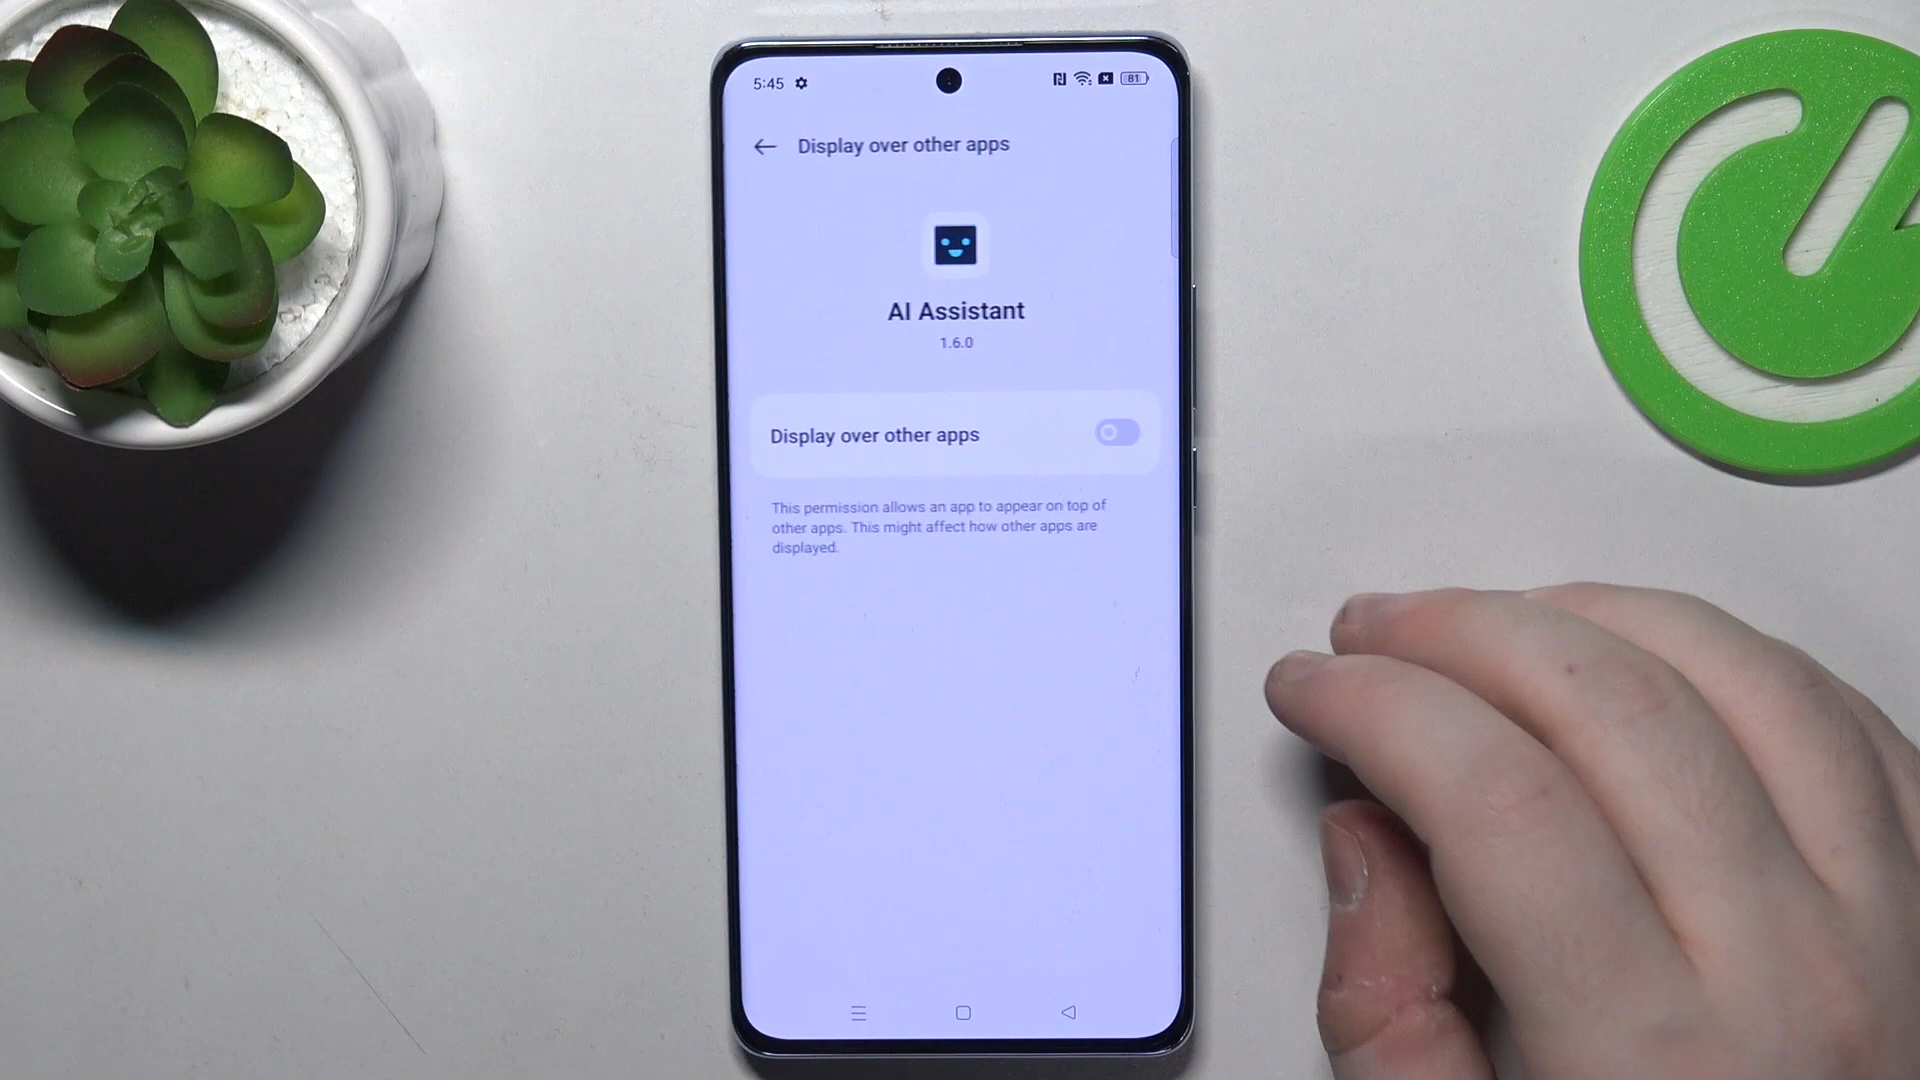 5:45
81
Display over other apps
AI Assistant
1.6.0
Display over other apps
This permission allows an app to appear on top of
other apps. This might affect how other apps are
displayed.